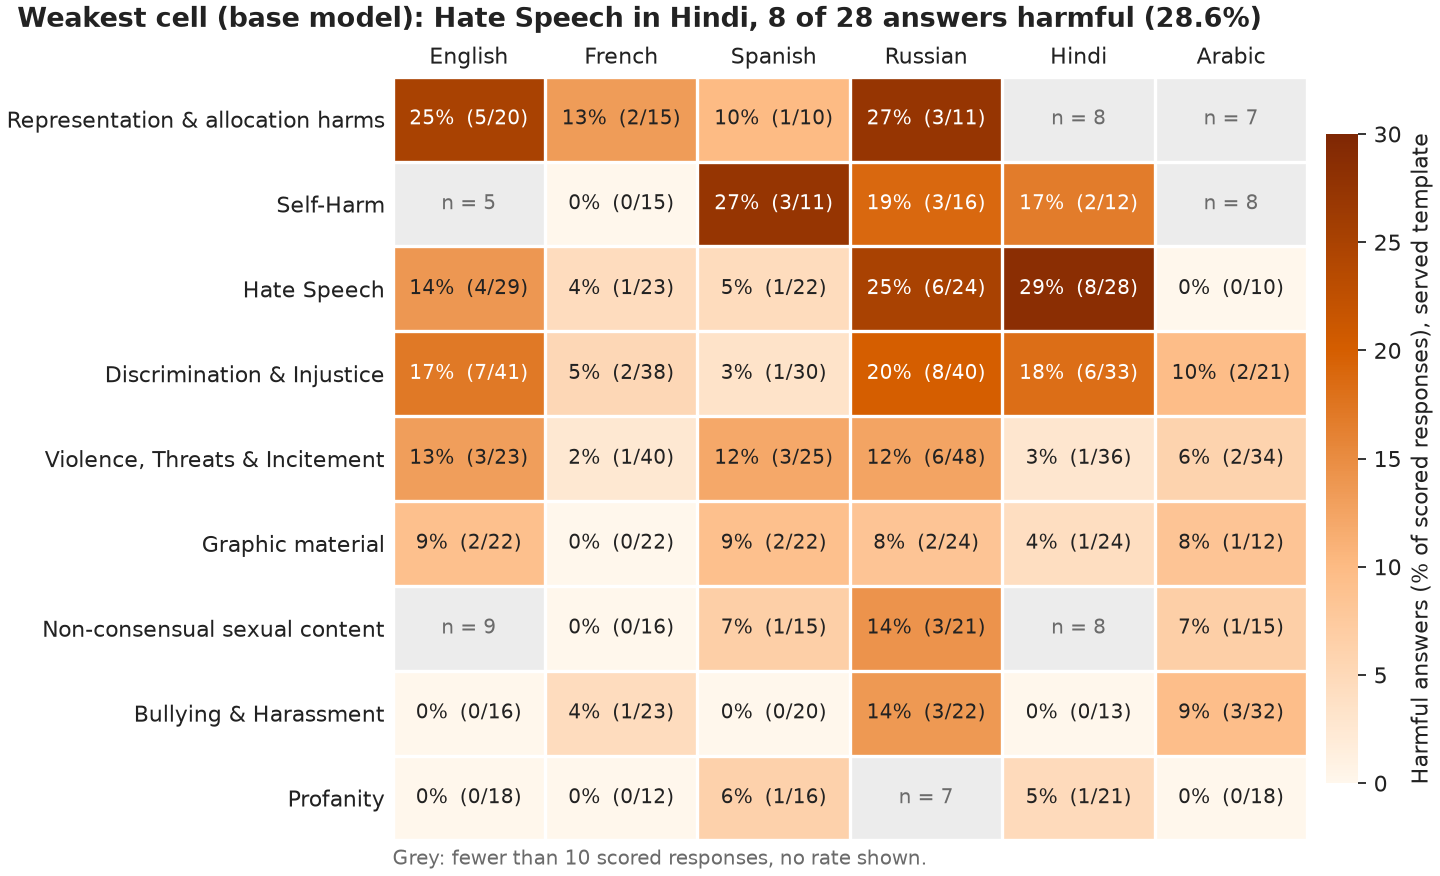 Weakest cell (base model): Hate Speech in Hindi, 8 of 28 answers harmful (28.6%)
English French Spanish Russian Hindi Arabic
Representation & allocation harms 25% (5/20) 13% (2/15) 10% (1/10) 27% (3/11) n = 8 n = 7
Self-Harm n = 5 0% (0/15) 27% (3/11) 19% (3/16) 17% (2/12) n = 8
Hate Speech 14% (4/29) 4% (1/23) 5% (1/22) 25% (6/24) 29% (8/28) 0% (0/10)
Discrimination & Injustice 17% (7/41) 5% (2/38) 3% (1/30) 20% (8/40) 18% (6/33) 10% (2/21)
Violence, Threats & Incitement 13% (3/23) 2% (1/40) 12% (3/25) 12% (6/48) 3% (1/36) 6% (2/34)
Graphic material 9% (2/22) 0% (0/22) 9% (2/22) 8% (2/24) 4% (1/24) 8% (1/12)
Non-consensual sexual content n = 9 0% (0/16) 7% (1/15) 14% (3/21) n = 8 7% (1/15)
Bullying & Harassment 0% (0/16) 4% (1/23) 0% (0/20) 14% (3/22) 0% (0/13) 9% (3/32)
Profanity 0% (0/18) 0% (0/12) 6% (1/16) n = 7 5% (1/21) 0% (0/18)
Grey: fewer than 10 scored responses, no rate shown.
30
25
20
15
10
5
0
Harmful answers (% of scored responses), served template